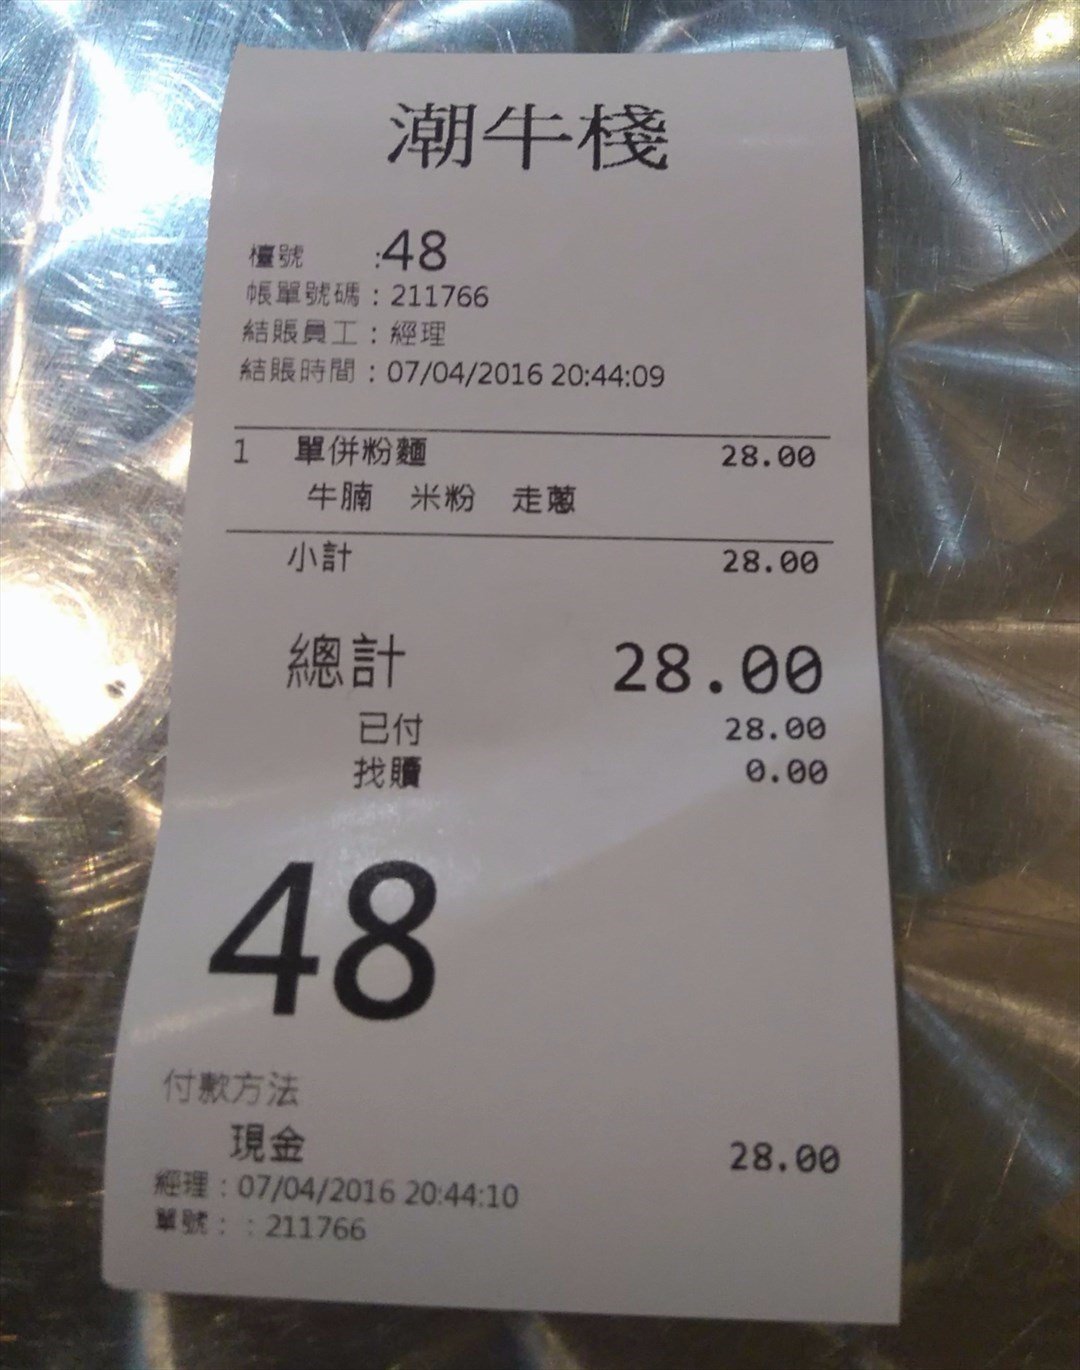 潮牛棧
檯號 :48
帳單號碼：211766
結賬員工：經理
結賬時間：07/04/2016 20:44:09
1 單併粉麵 28.00
牛腩 米粉 走蔥
小計 28.00
總計 28.00
已付 28.00
找贖 0.00
48
付款方法
現金 28.00
經理：07/04/2016 20:44:10
單號：：211766